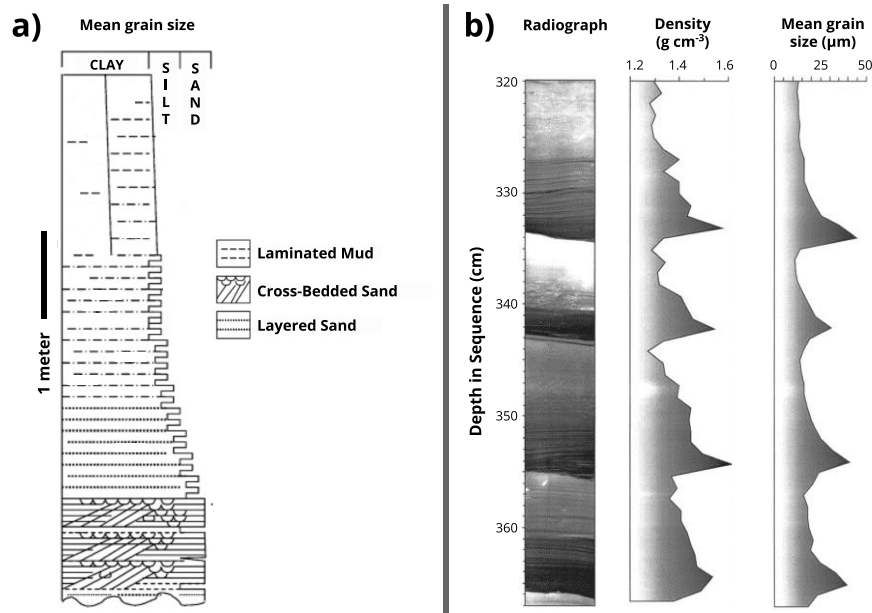 a)
Mean grain size
CLAY
SILT
SAND
Laminated Mud
Cross-Bedded Sand
Layered Sand
1 meter
b)
Radiograph
Density
(g cm-3)
Mean grain
size (µm)
1.2 1.4 1.6
0 25 50
Depth in Sequence (cm)
320
330
340
350
360